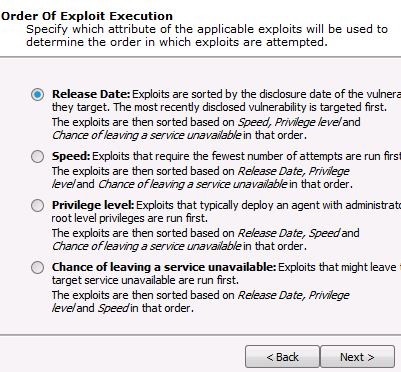 Order Of Exploit Execution
Specify which attribute of the applicable exploits will be used to
determine the order in which exploits are attempted.
Release Date: Exploits are sorted by the disclosure date of the vulnera
they target. The most recently disclosed vulnerability is targeted first.
The exploits are then sorted based on Speed, Privilege level and
Chance of leaving a service unavailable in that order.
Speed: Exploits that require the fewest number of attempts are run first
The exploits are then sorted based on Release Date, Privilege
level and Chance of leaving a service unavailable in that order.
Privilege level: Exploits that typically deploy an agent with administrato
root level privileges are run first.
The exploits are then sorted based on Release Date, Speed and
Chance of leaving a service unavailable in that order.
Chance of leaving a service unavailable: Exploits that might leave
target service unavailable are run first.
The exploits are then sorted based on Release Date, Privilege
level and Speed in that order.
< Back Next >